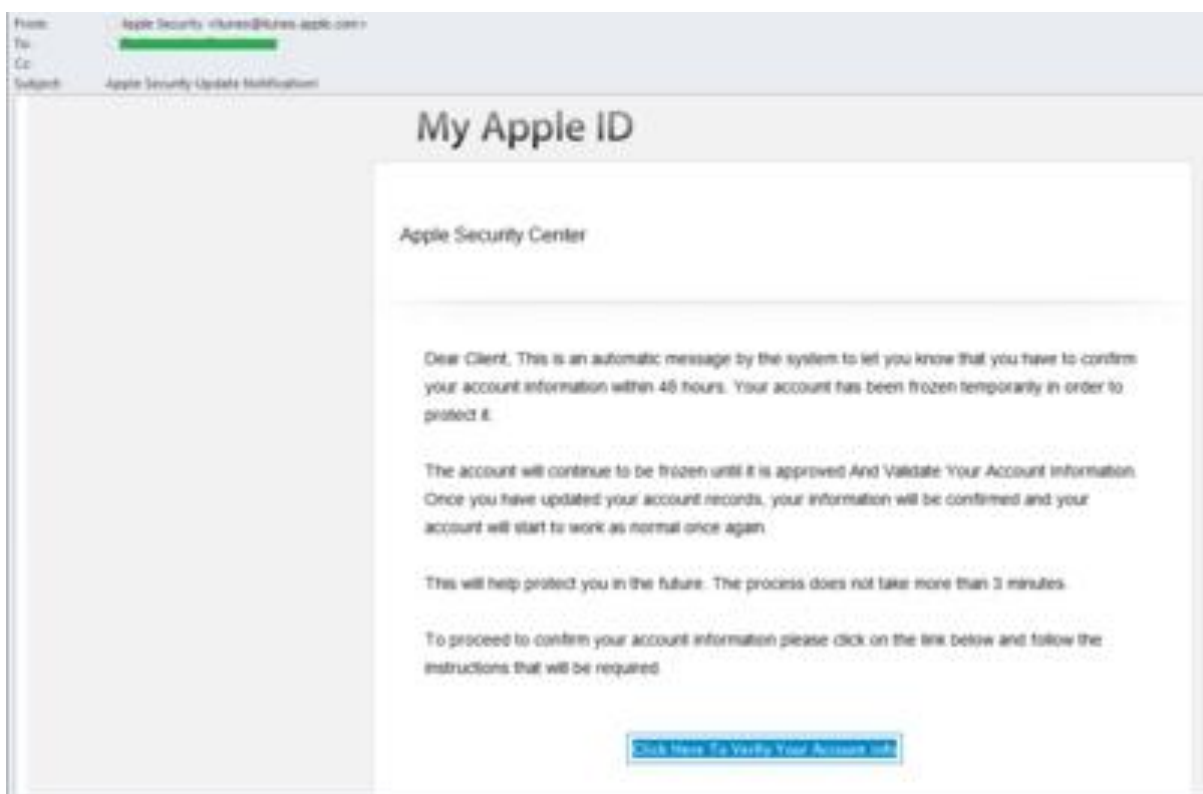 From: Apple Security <itunes@itunes.apple.com>
To:
Cc:
Subject: Apple Security Update Notification!
My Apple ID
Apple Security Center
Dear Client, This is an automatic message by the system to let you know that you have to confirm
your account information within 48 hours. Your account has been frozen temporarily in order to
protect it.
The account will continue to be frozen until it is approved And Validate Your Account Information.
Once you have updated your account records, your information will be confirmed and your
account will start to work as normal once again.
This will help protect you in the future. The process does not take more than 3 minutes.
To proceed to confirm your account information please click on the link below and follow the
instructions that will be required.
Click Here To Verify Your Account info